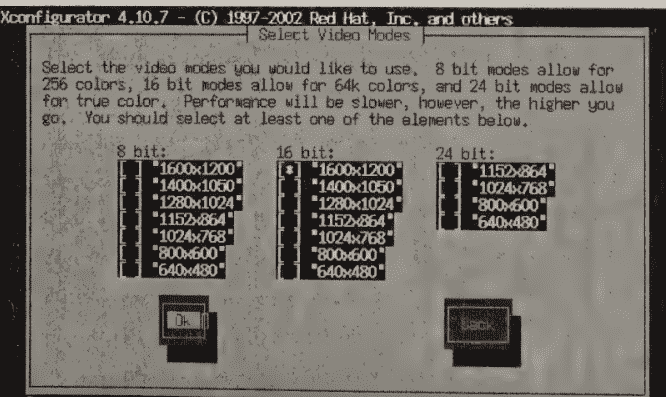 Xconfigurator 4.10.7 - (C) 1997-2002 Red Hat, Inc. and others
Select Video Modes
Select the video modes you would like to use. 8 bit modes allow for
256 colors, 16 bit modes allow for 64k colors, and 24 bit modes allow
for true color. Performance will be slower, however, the higher you
go. You should select at least one of the elements below.
8 bit: 16 bit: 24 bit:
[ ] "1600x1200" [*] "1600x1200" [ ] "1152x864"
[ ] "1400x1050" [ ] "1400x1050" [ ] "1024x768"
[ ] "1280x1024" [ ] "1280x1024" [ ] "800x600"
[ ] "1152x864" [ ] "1152x864" [ ] "640x480"
[ ] "1024x768" [ ] "1024x768"
[ ] "800x600" [ ] "800x600"
[ ] "640x480" [ ] "640x480"
Ok Back